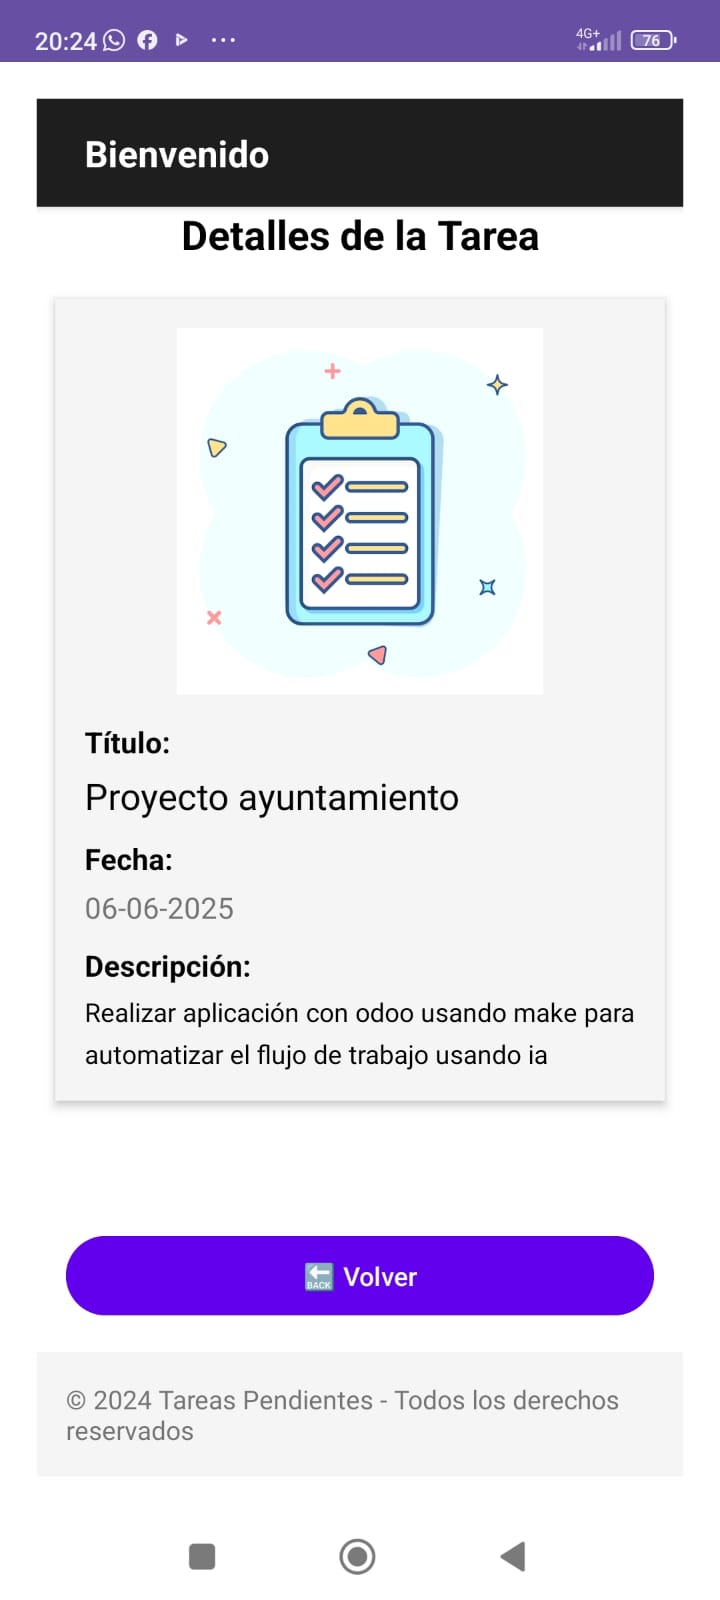 20:24
4G+
76
Bienvenido
Detalles de la Tarea
Título:
Proyecto ayuntamiento
Fecha:
06-06-2025
Descripción:
Realizar aplicación con odoo usando make para
automatizar el flujo de trabajo usando ia
BACK Volver
© 2024 Tareas Pendientes - Todos los derechos
reservados